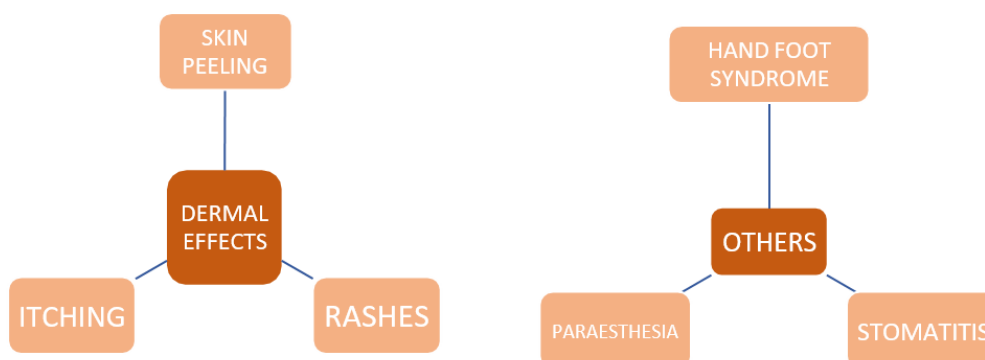 SKIN
PEELING
DERMAL
EFFECTS
ITCHING
RASHES
HAND FOOT
SYNDROME
OTHERS
PARAESTHESIA
STOMATITIS